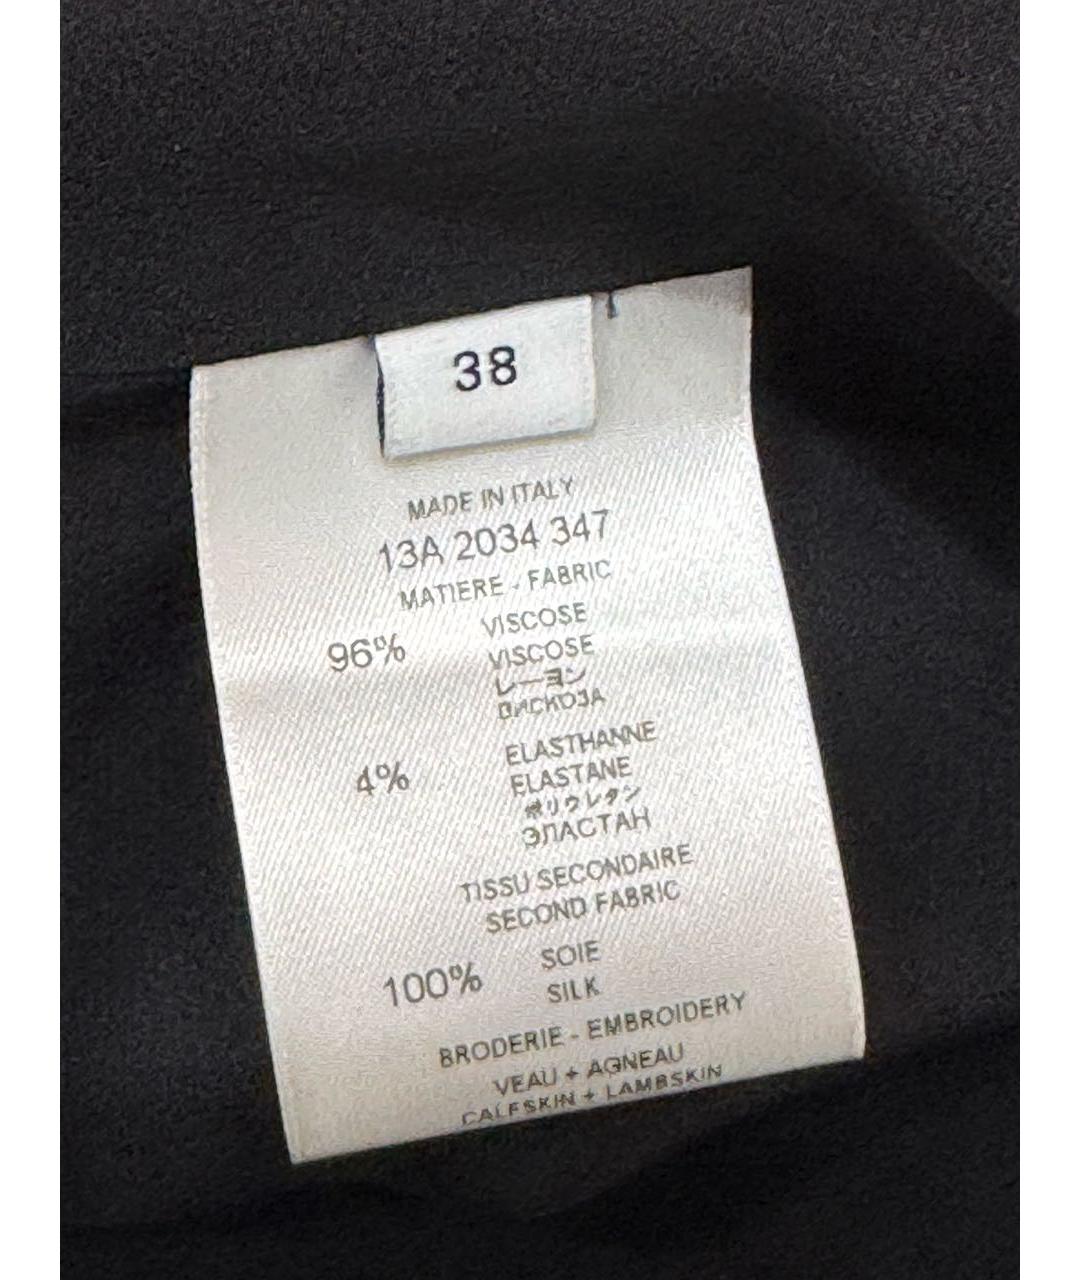 38
MADE IN ITALY
13A 2034 347
MATIERE - FABRIC
96% VISCOSE
VISCOSE
レーヨン
ВИСКОЗА
4% ELASTHANNE
ELASTANE
ポリウレタン
ЭЛАСТАН
TISSU SECONDAIRE
SECOND FABRIC
100% SOIE
SILK
BRODERIE - EMBROIDERY
VEAU + AGNEAU
CALFSKIN + LAMBSKIN